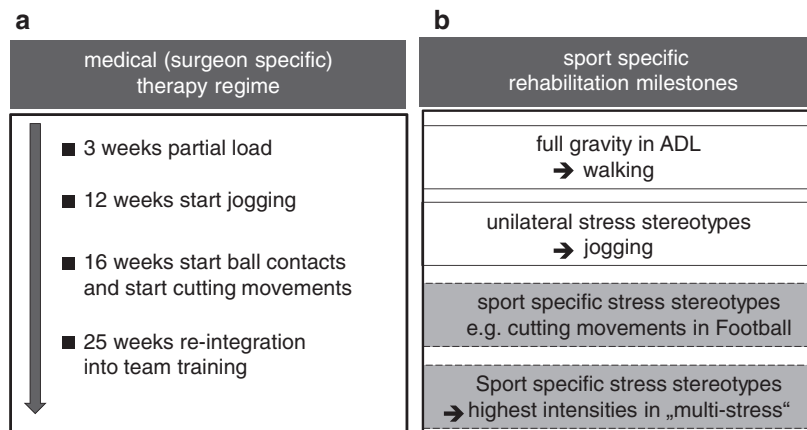 a
medical (surgeon specific)
therapy regime
■ 3 weeks partial load
■ 12 weeks start jogging
■ 16 weeks start ball contacts
and start cutting movements
■ 25 weeks re-integration
into team training
b
sport specific
rehabilitation milestones
full gravity in ADL
➔ walking
unilateral stress stereotypes
➔ jogging
sport specific stress stereotypes
e.g. cutting movements in Football
Sport specific stress stereotypes
➔ highest intensities in „multi-stress“